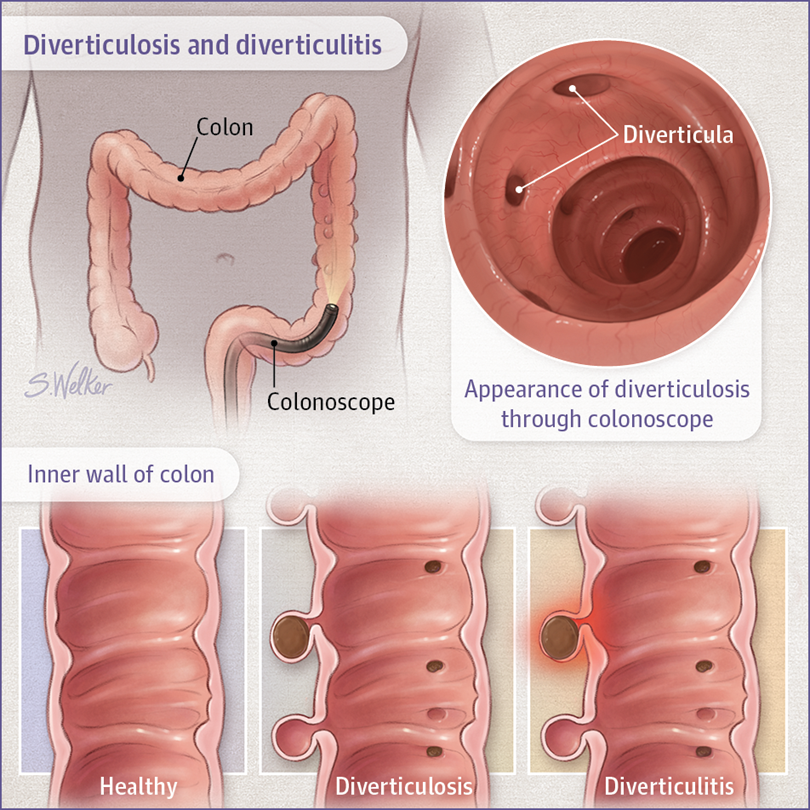 Diverticulosis and diverticulitis
Colon
Diverticula
S.Welker
Colonoscope
Appearance of diverticulosis
through colonoscope
Inner wall of colon
Healthy
Diverticulosis
Diverticulitis